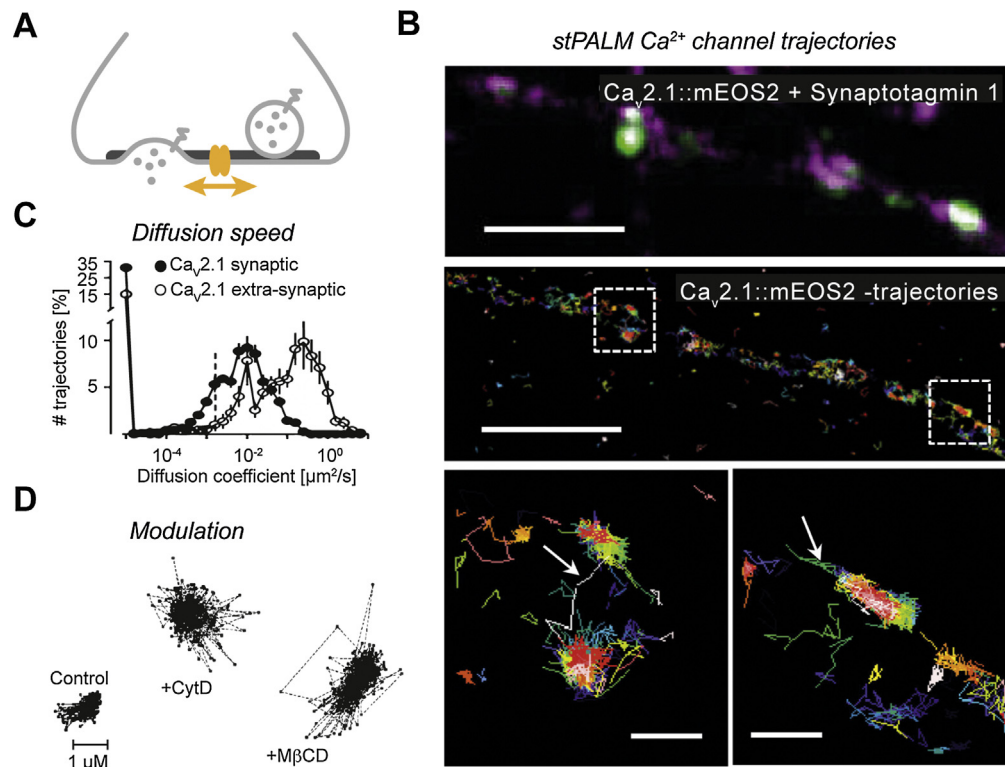 A
B
stPALM Ca²⁺ channel trajectories
Caᵥ2.1::mEOS2 + Synaptotagmin 1
C
Diffusion speed
Caᵥ2.1 synaptic
Caᵥ2.1 extra-synaptic
# trajectories [%]
35
25
15
10
5
10⁻⁴
10⁻²
10⁰
Diffusion coefficient [µm²/s]
Caᵥ2.1::mEOS2 -trajectories
D
Modulation
Control
+CytD
+MβCD
1 µM